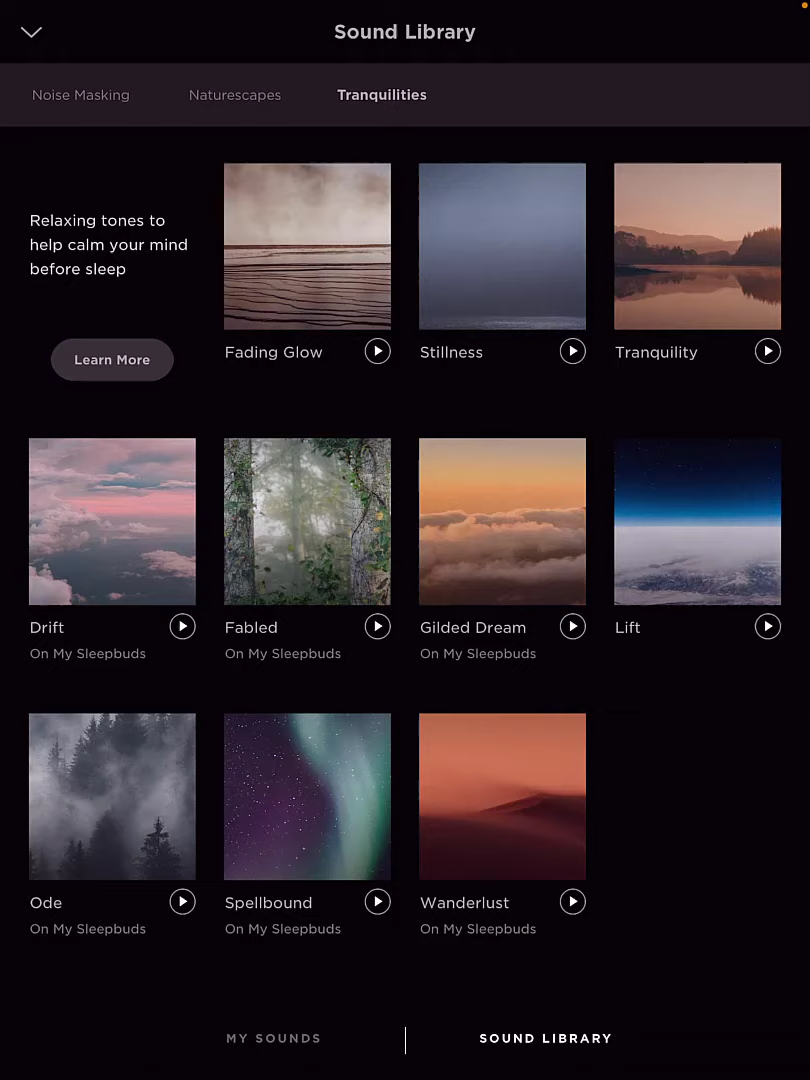 Sound Library
Noise Masking
Naturescapes
Tranquilities
Relaxing tones to
help calm your mind
before sleep
Learn More
Fading Glow
Stillness
Tranquility
Drift
On My Sleepbuds
Fabled
On My Sleepbuds
Gilded Dream
On My Sleepbuds
Lift
Ode
On My Sleepbuds
Spellbound
On My Sleepbuds
Wanderlust
On My Sleepbuds
MY SOUNDS
SOUND LIBRARY